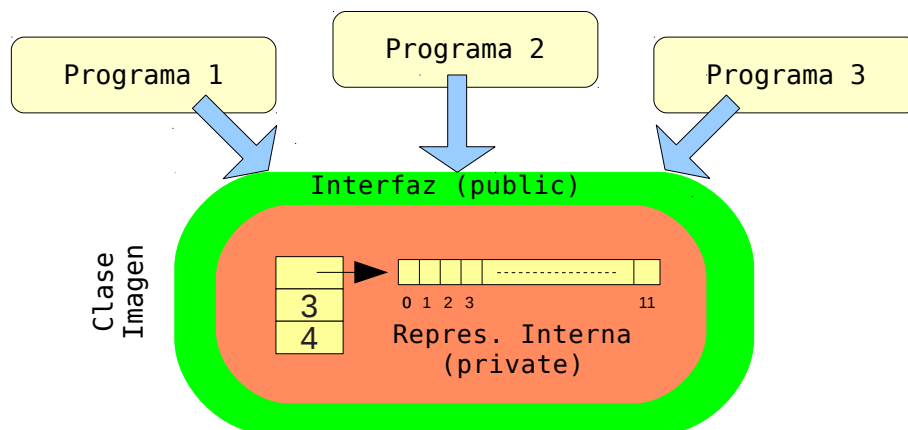 Programa 1
Programa 2
Programa 3
Interfaz (public)
Clase
Imagen
3
4
0 1 2 3 11
Repres. Interna
(private)